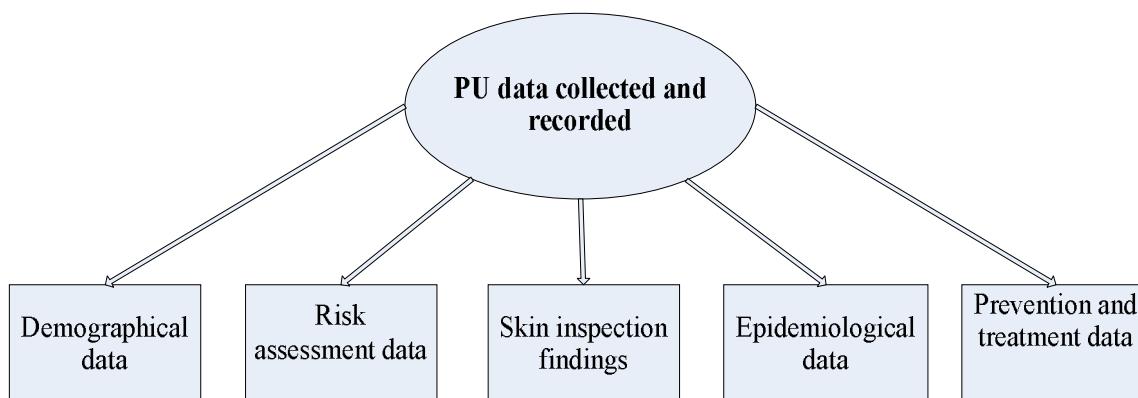 PU data collected and
recorded
Demographical
data
Risk
assessment data
Skin inspection
findings
Epidemiological
data
Prevention and
treatment data